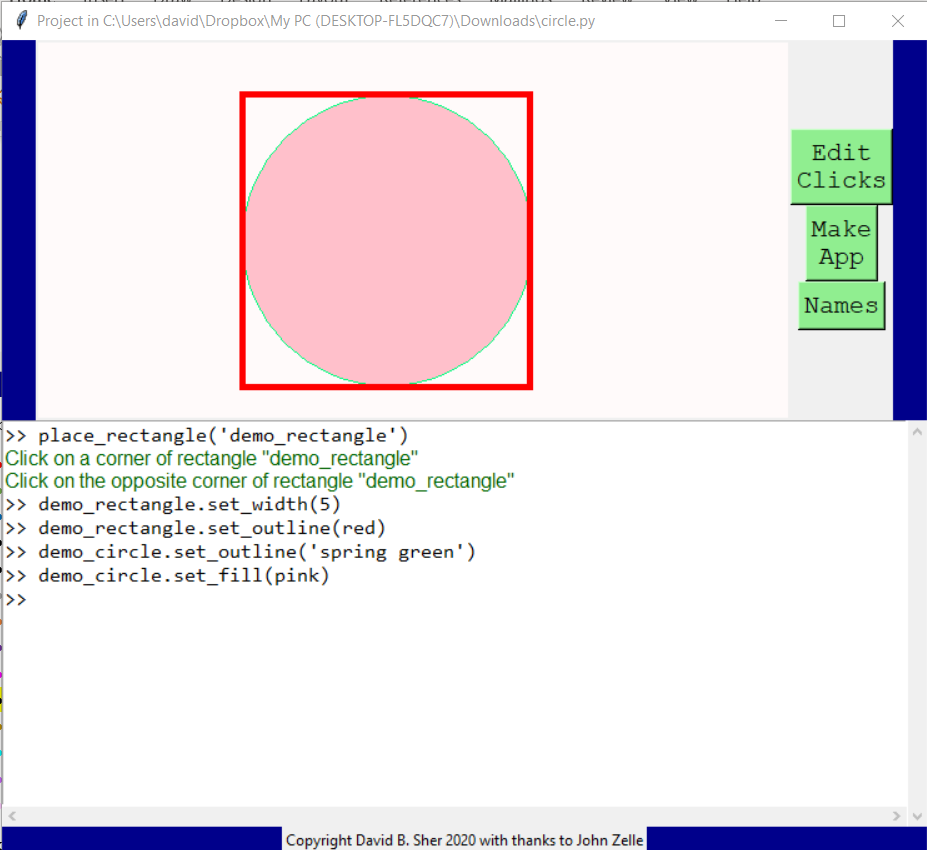 Project in C:\Users\david\Dropbox\My PC (DESKTOP-FL5DQC7)\Downloads\circle.py
Edit
Clicks
Make
App
Names
>> place_rectangle('demo_rectangle')
Click on a corner of rectangle "demo_rectangle"
Click on the opposite corner of rectangle "demo_rectangle"
>> demo_rectangle.set_width(5)
>> demo_rectangle.set_outline(red)
>> demo_circle.set_outline('spring green')
>> demo_circle.set_fill(pink)
>>
Copyright David B. Sher 2020 with thanks to John Zelle